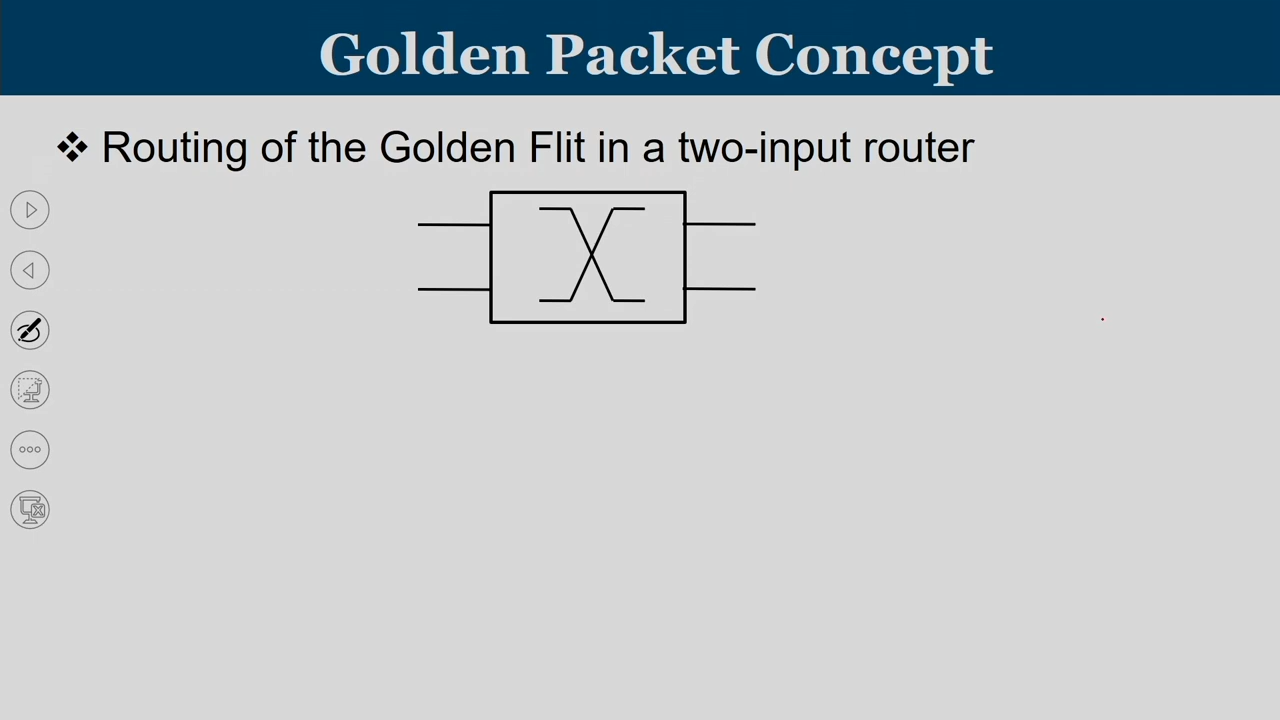 Golden Packet Concept
❖ Routing of the Golden Flit in a two-input router